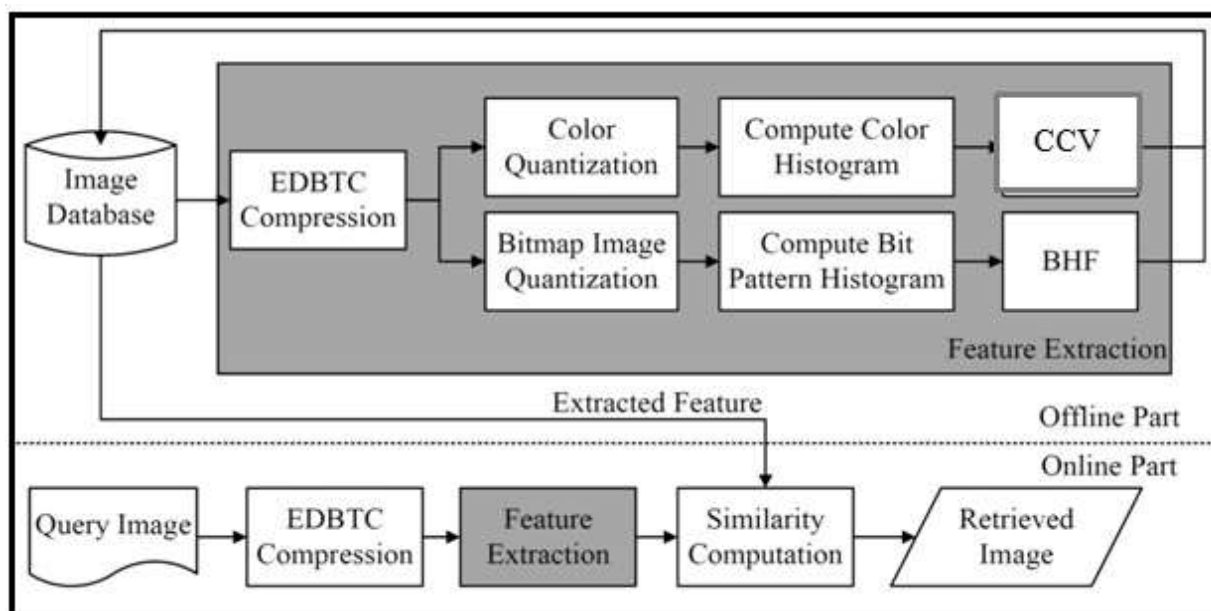 Image
Database
EDBTC
Compression
Color
Quantization
Compute Color
Histogram
CCV
Bitmap Image
Quantization
Compute Bit
Pattern Histogram
BHF
Feature Extraction
Extracted Feature
Offline Part
Online Part
Query Image
EDBTC
Compression
Feature
Extraction
Similarity
Computation
Retrieved
Image